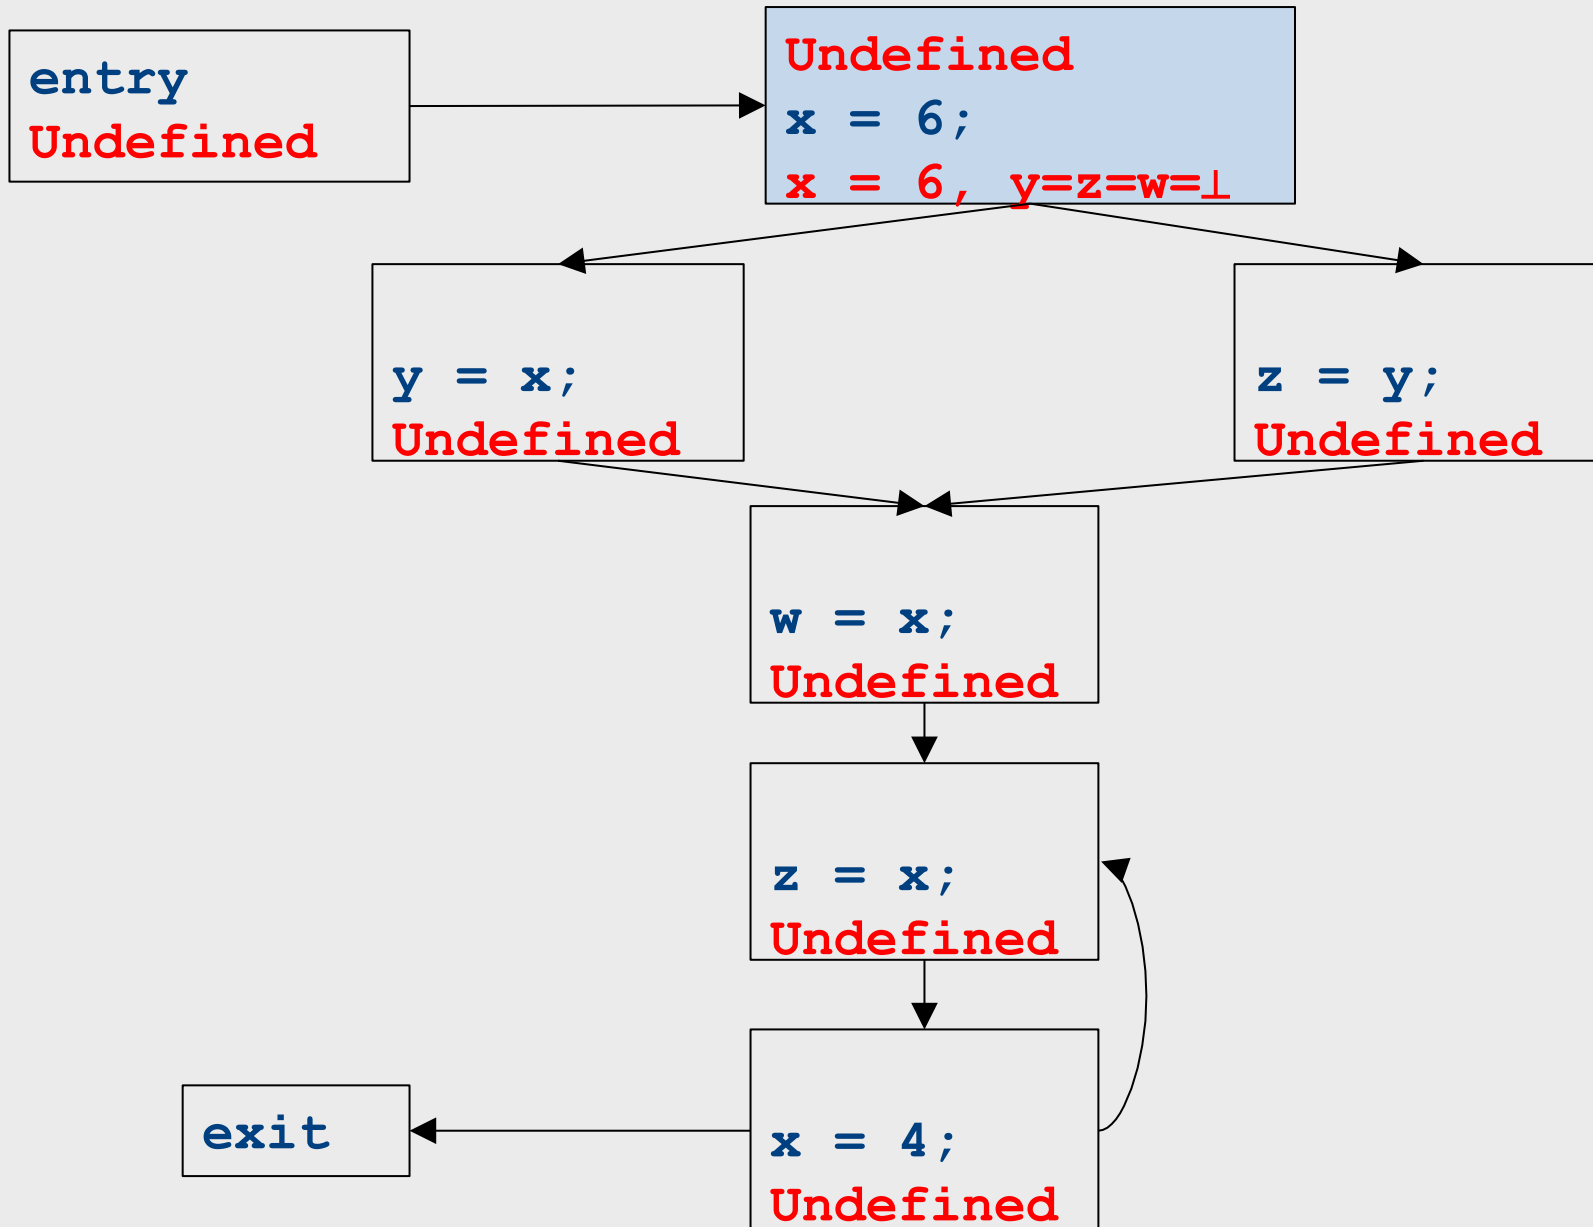 entry
Undefined
Undefined
x = 6;
x = 6, y=z=w=⊥
y = x;
Undefined
z = y;
Undefined
w = x;
Undefined
z = x;
Undefined
exit
x = 4;
Undefined